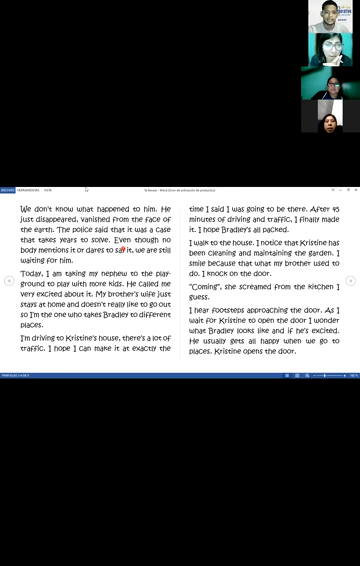 ARCHIVO HERRAMIENTAS VISTA
We don't know what happened to him. He
just disappeared, vanished from the face of
the earth. The police said that it was a case
that takes years to solve. Even though no
body mentions it or dares to say it, we are still
waiting for him.
Today, I am taking my nephew to the play-
ground to play with more kids. He called me
very excited about it. My brother's wife just
stays at home and doesn't really like to go out
so I'm the one who takes Bradley to different
places.
I'm driving to Kristine's house, there's a lot of
traffic. I hope I can make it at exactly the
time I said I was going to be there. After 45
minutes of driving and traffic, I finally made
it. I hope Bradley's all packed.
I walk to the house. I notice that Kristine has
been cleaning and maintaining the garden. I
smile because that what my brother used to
do. I knock on the door.
"Coming", she screamed from the kitchen I
guess.
I hear footsteps approaching the door. As I
wait for Kristine to open the door I wonder
what Bradley looks like and if he's excited.
He usually gets all happy when we go to
places. Kristine opens the door.